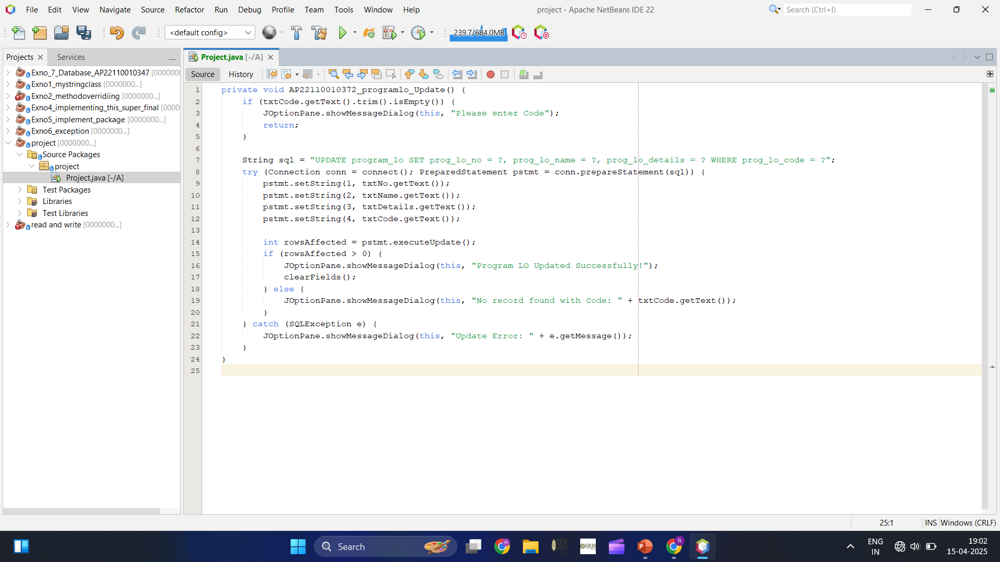 File Edit View Navigate Source Refactor Run Debug Profile Team Tools Window Help
project - Apache NetBeans IDE 22
Search (Ctrl+I)
<default config>
239.7/684.0MB
Projects
Services
Exno_7_Database_AP22110010347 [0000000
Exno1_mystringclass [0000000...]
Exno2_methodoverridiing [0000000...]
Exno4_implementing_this_super_final [0000
Exno5_implement_package [0000000...]
Exno6_exception [0000000...]
project [0000000...]
Source Packages
project
Project.java [-/A]
Test Packages
Libraries
Test Libraries
read and write [0000000...]
Project.java [-/A]
Source History
1 private void AP22110010372_programlo_Update() {
2 if (txtCode.getText().trim().isEmpty()) {
3 JOptionPane.showMessageDialog(this, "Please enter Code");
4 return;
5 }
6
7 String sql = "UPDATE program_lo SET prog_lo_no = ?, prog_lo_name = ?, prog_lo_details = ? WHERE prog_lo_code = ?";
8 try (Connection conn = connect(); PreparedStatement pstmt = conn.prepareStatement(sql)) {
9 pstmt.setString(1, txtNo.getText());
10 pstmt.setString(2, txtName.getText());
11 pstmt.setString(3, txtDetails.getText());
12 pstmt.setString(4, txtCode.getText());
13
14 int rowsAffected = pstmt.executeUpdate();
15 if (rowsAffected > 0) {
16 JOptionPane.showMessageDialog(this, "Program LO Updated Successfully!");
17 clearFields();
18 } else {
19 JOptionPane.showMessageDialog(this, "No record found with Code: " + txtCode.getText());
20 }
21 } catch (SQLException e) {
22 JOptionPane.showMessageDialog(this, "Update Error: " + e.getMessage());
23 }
24 }
25
25:1
INS
Windows (CRLF)
Search
SRM
SRM
ENG
IN
19:02
15-04-2025